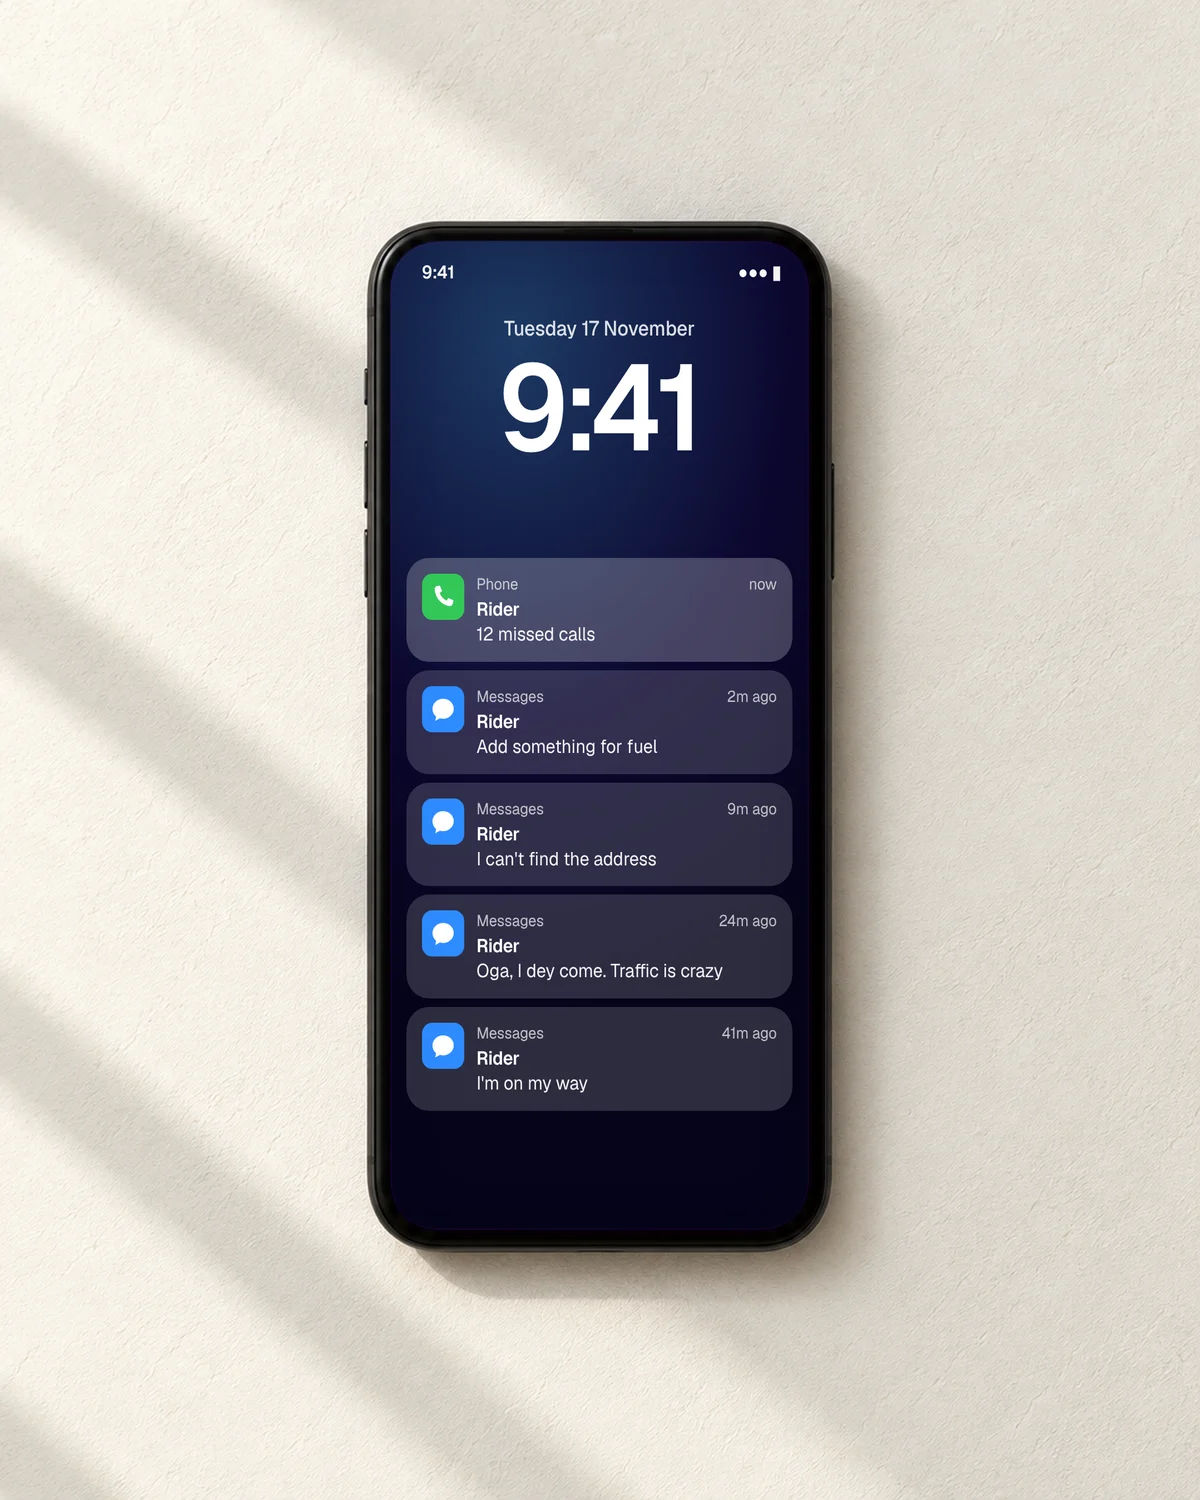 9:41
Tuesday 17 November
9:41
Phone
now
Rider
12 missed calls
Messages
2m ago
Rider
Add something for fuel
Messages
9m ago
Rider
I can't find the address
Messages
24m ago
Rider
Oga, I dey come. Traffic is crazy
Messages
41m ago
Rider
I'm on my way